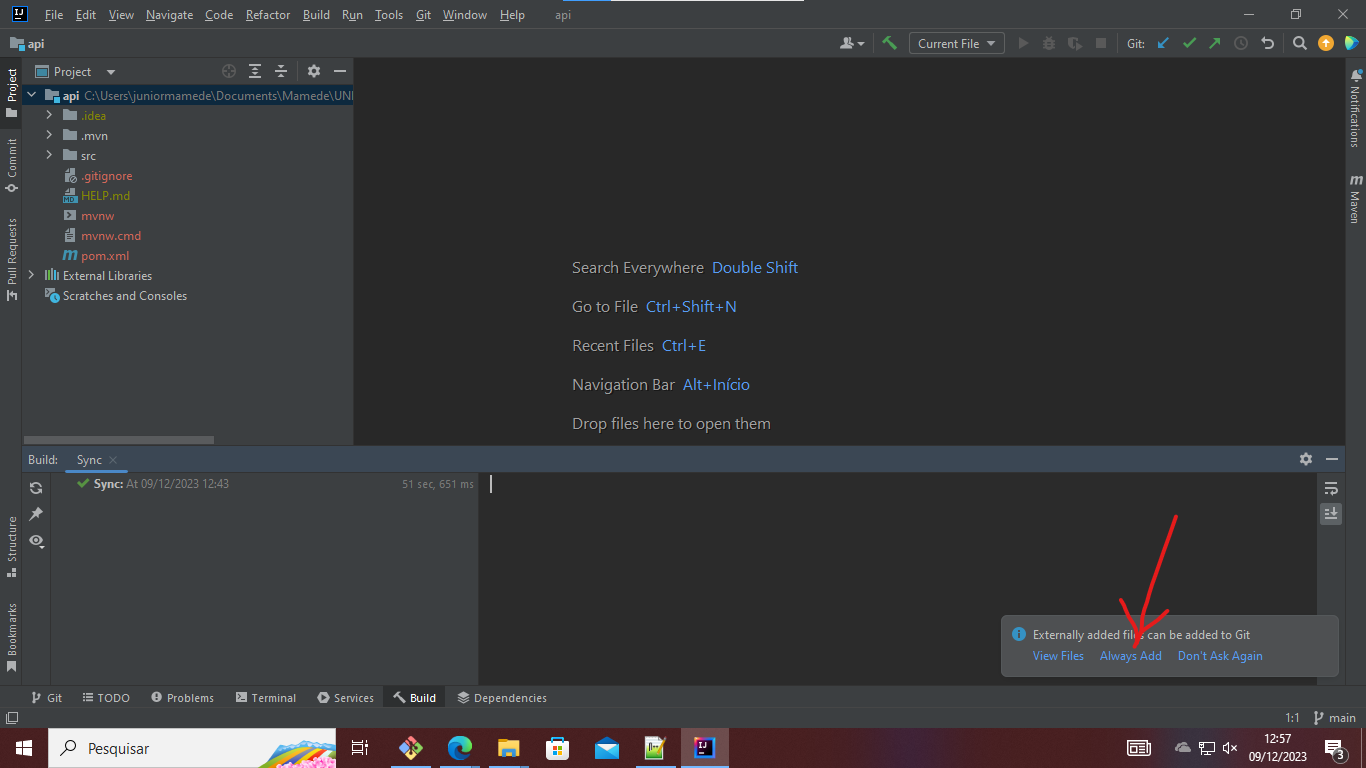 File Edit View Navigate Code Refactor Build Run Tools Git Window Help api
api
Current File
Git:
Project
api C:\Users\juniormamede\Documents\Mamede\UNI
.idea
.mvn
src
.gitignore
HELP.md
mvnw
mvnw.cmd
pom.xml
External Libraries
Scratches and Consoles
Project
Commit
Pull Requests
Structure
Bookmarks
Notifications
Maven
Search Everywhere Double Shift
Go to File Ctrl+Shift+N
Recent Files Ctrl+E
Navigation Bar Alt+Início
Drop files here to open them
Build: Sync
Sync: At 09/12/2023 12:43 51 sec, 651 ms
Externally added files can be added to Git
View Files Always Add Don't Ask Again
Git TODO Problems Terminal Services Build Dependencies
1:1 main
Pesquisar
12:57
09/12/2023
3